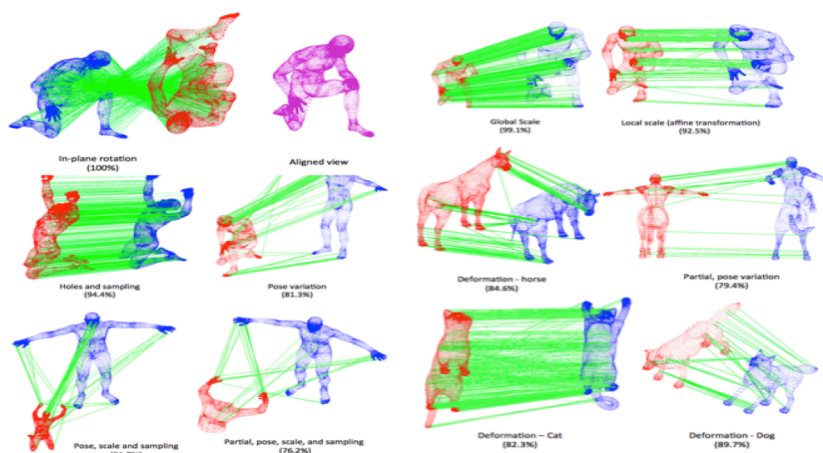 In-plane rotation
(100%)
Aligned view
Global Scale
(99.1%)
Local scale (affine transformation)
(92.5%)
Holes and sampling
(94.4%)
Pose variation
(81.3%)
Deformation - horse
(84.6%)
Partial, pose variation
(79.4%)
Pose, scale and sampling
Partial, pose, scale, and sampling
(76.2%)
Deformation – Cat
(82.3%)
Deformation - Dog
(89.7%)